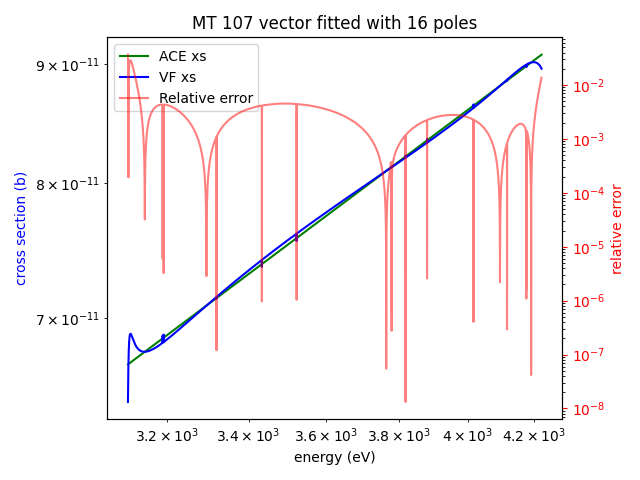 MT 107 vector fitted with 16 poles
ACE xs
VF xs
Relative error
9 × 10⁻¹¹
8 × 10⁻¹¹
7 × 10⁻¹¹
cross section (b)
10⁻²
10⁻³
10⁻⁴
10⁻⁵
10⁻⁶
10⁻⁷
10⁻⁸
relative error
3.2 × 10³ 3.4 × 10³ 3.6 × 10³ 3.8 × 10³ 4 × 10³ 4.2 × 10³
energy (eV)